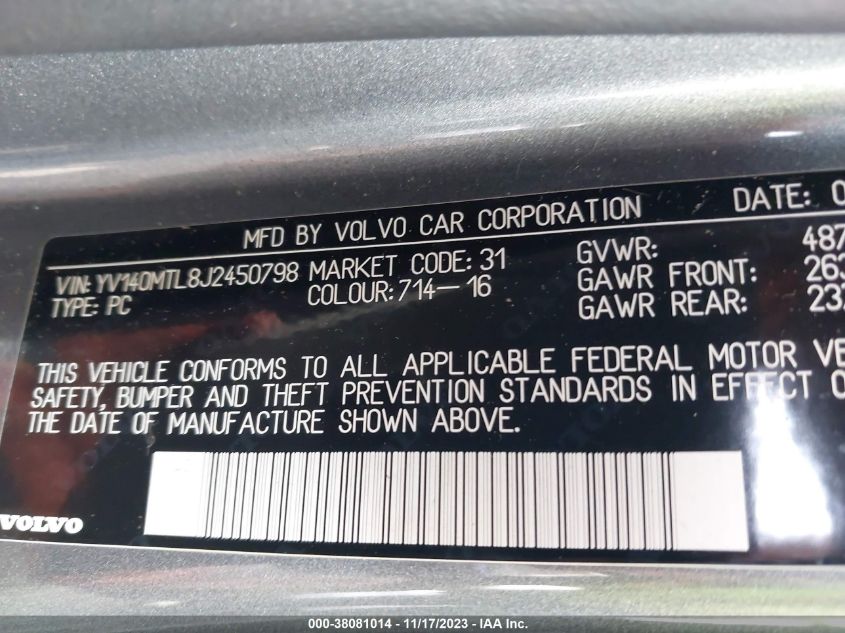 MFD BY VOLVO CAR CORPORATION DATE: 0
VIN: YV140MTL8J2450798 MARKET CODE: 31 GVWR: 487
TYPE: PC COLOUR: 714-16 GAWR FRONT: 263
GAWR REAR: 23
THIS VEHICLE CONFORMS TO ALL APPLICABLE FEDERAL MOTOR VE
SAFETY, BUMPER AND THEFT PREVENTION STANDARDS IN EFFECT O
THE DATE OF MANUFACTURE SHOWN ABOVE.
VOLVO
000-38081014 - 11/17/2023 - IAA Inc.